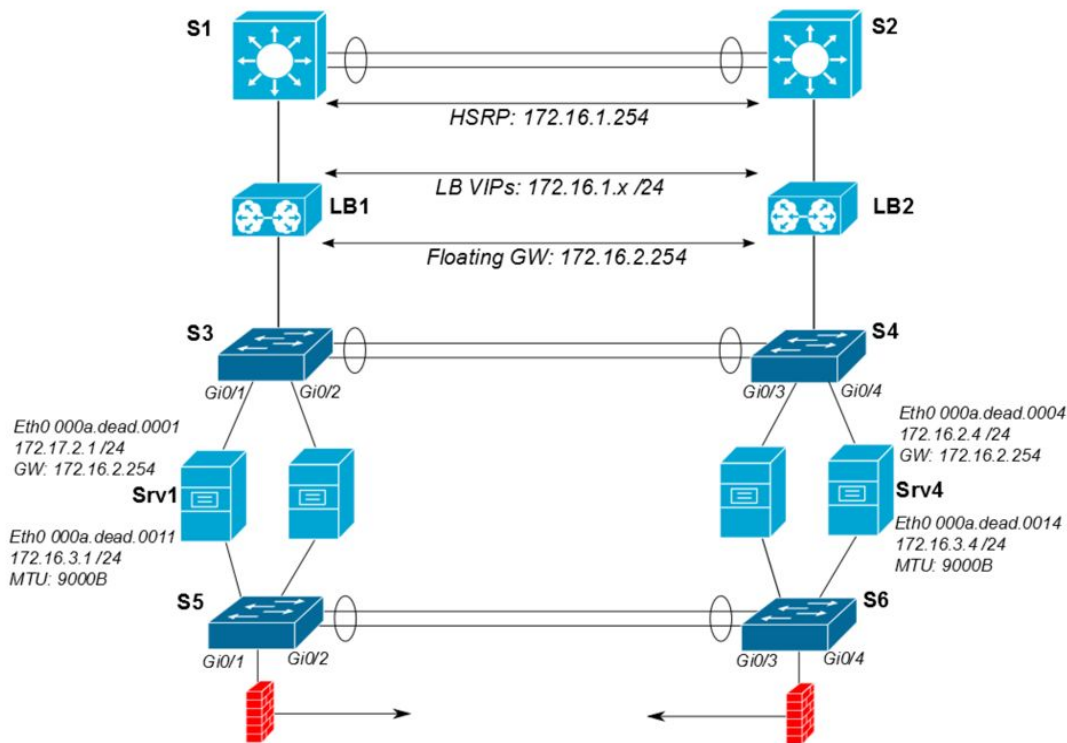 S1
S2
HSRP: 172.16.1.254
LB VIPs: 172.16.1.x /24
LB1
LB2
Floating GW: 172.16.2.254
S3
S4
Gi0/1
Gi0/2
Gi0/3
Gi0/4
Eth0 000a.dead.0001
172.17.2.1 /24
GW: 172.16.2.254
Eth0 000a.dead.0004
172.16.2.4 /24
GW: 172.16.2.254
Srv1
Srv4
Eth0 000a.dead.0011
172.16.3.1 /24
MTU: 9000B
Eth0 000a.dead.0014
172.16.3.4 /24
MTU: 9000B
S5
S6
Gi0/1
Gi0/2
Gi0/3
Gi0/4